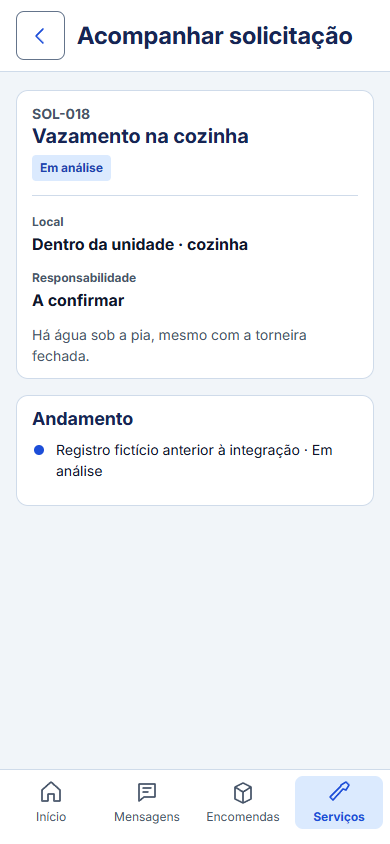 Acompanhar solicitação
SOL-018
Vazamento na cozinha
Em análise
Local
Dentro da unidade · cozinha
Responsabilidade
A confirmar
Há água sob a pia, mesmo com a torneira
fechada.
Andamento
Registro fictício anterior à integração · Em
análise
Início
Mensagens
Encomendas
Serviços